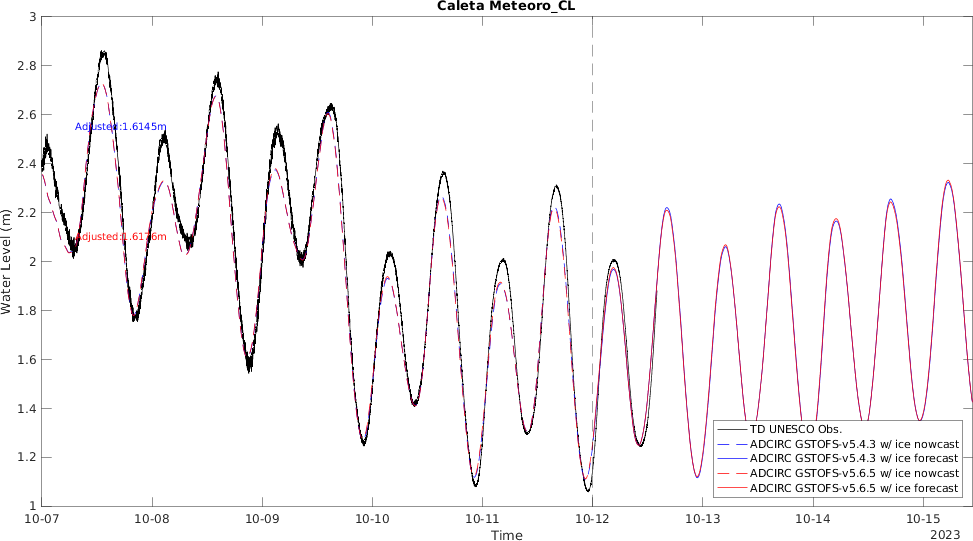 Caleta Meteoro_CL
3
2.8
2.6
2.4
2.2
2
1.8
1.6
1.4
1.2
1
Water Level (m)
Adjusted:1.6145m
Adjusted:1.6176m
TD UNESCO Obs.
ADCIRC GSTOFS-v5.4.3 w/ ice nowcast
ADCIRC GSTOFS-v5.4.3 w/ ice forecast
ADCIRC GSTOFS-v5.6.5 w/ ice nowcast
ADCIRC GSTOFS-v5.6.5 w/ ice forecast
10-07 10-08 10-09 10-10 10-11 10-12 10-13 10-14 10-15
Time
2023